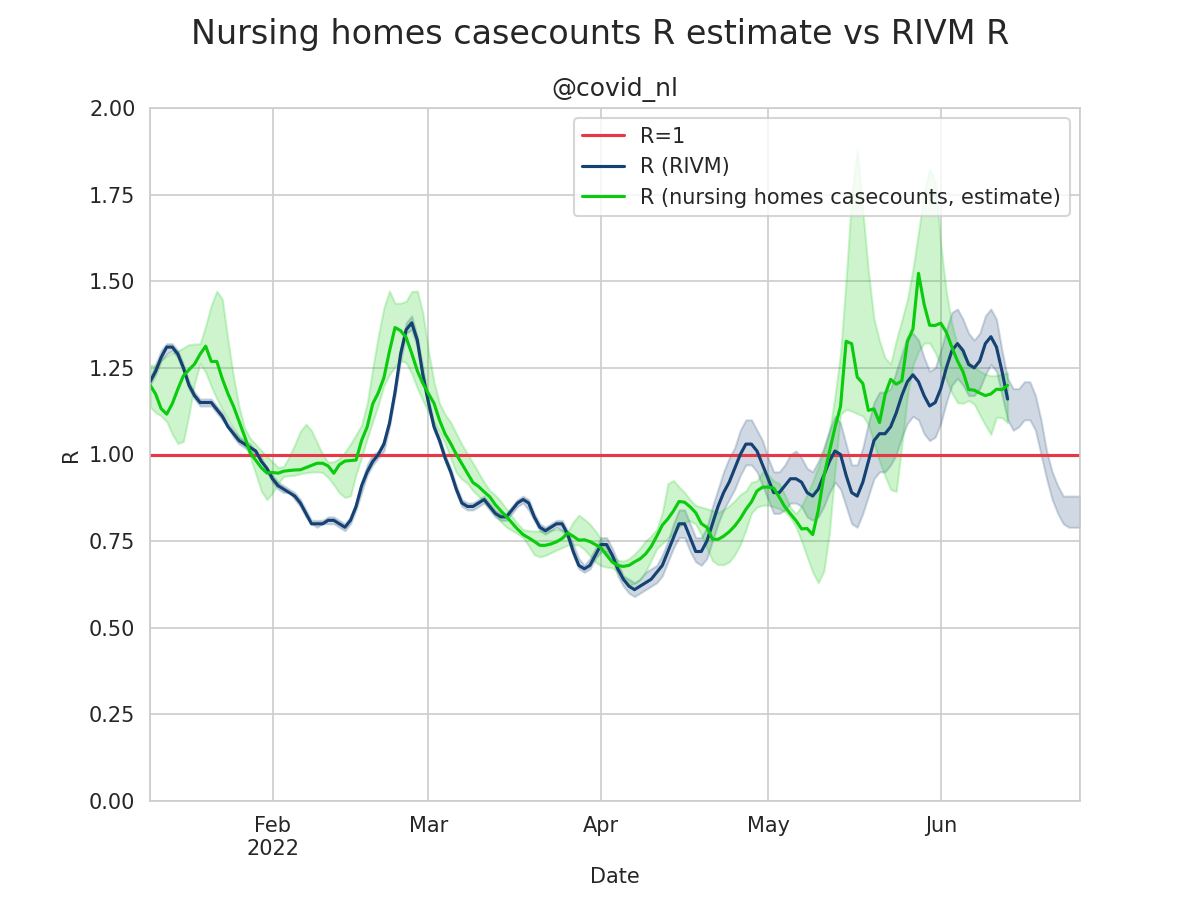 Nursing homes casecounts R estimate vs RIVM R
@covid_nl
R=1
R (RIVM)
R (nursing homes casecounts, estimate)
2.00
1.75
1.50
1.25
1.00
0.75
0.50
0.25
0.00
R
Feb
2022
Mar
Apr
May
Jun
Date